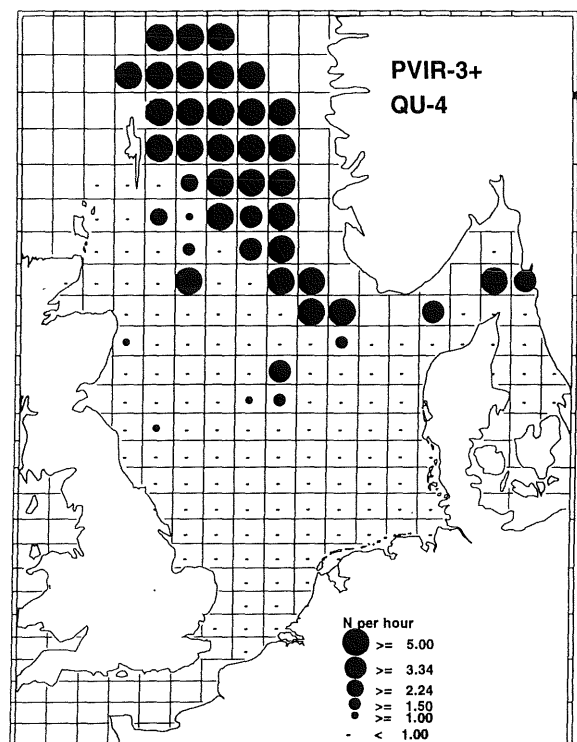 PVIR-3+
QU-4
N per hour
>= 5.00
>= 3.34
>= 2.24
>= 1.50
>= 1.00
- < 1.00